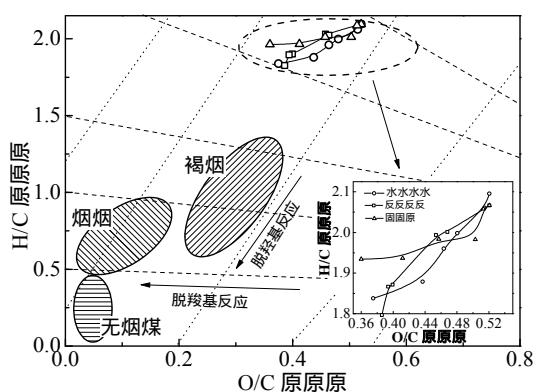 2.0
1.5
1.0
0.5
0.0
H/C 原原原
褐烟
烟烟
无烟煤
脱羟基反应
脱羧基反应
0.0 0.2 0.4 0.6 0.8
O/C 原原原
2.1
2.0
1.9
1.8
H/C 原原原
水水水水
反反反反
固固原
0.36 0.40 0.44 0.48 0.52
O/C 原原原